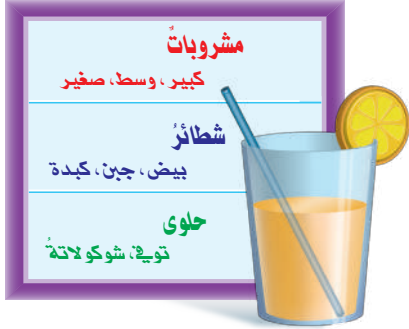 مشروباتٌ
كبير، وسط، صغير
شطائرُ
بيض، جبن، كبدة
حلوى
توفي، شوكولاتةُ